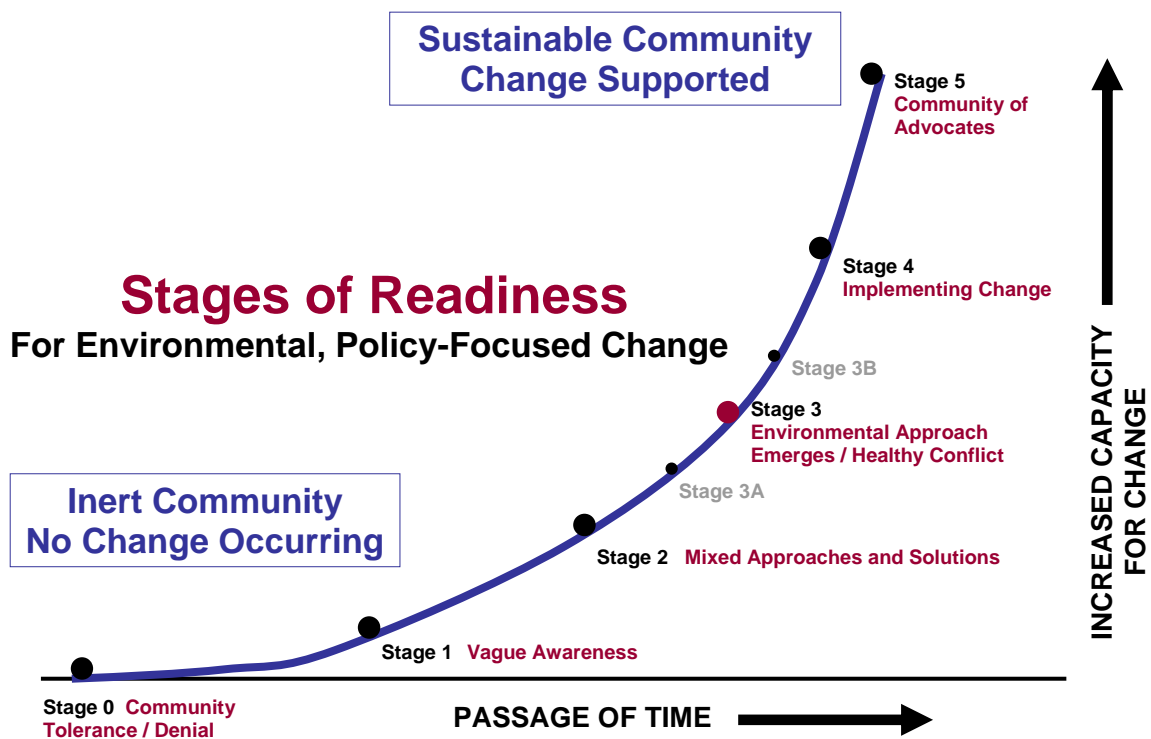 Sustainable Community
Change Supported
Stage 5
Community of
Advocates
Stage 4
Implementing Change
Stages of Readiness
For Environmental, Policy-Focused Change
Stage 3B
Stage 3
Environmental Approach
Emerges / Healthy Conflict
Stage 3A
Inert Community
No Change Occurring
Stage 2 Mixed Approaches and Solutions
Stage 1 Vague Awareness
Stage 0 Community
Tolerance / Denial
PASSAGE OF TIME
INCREASED CAPACITY
FOR CHANGE